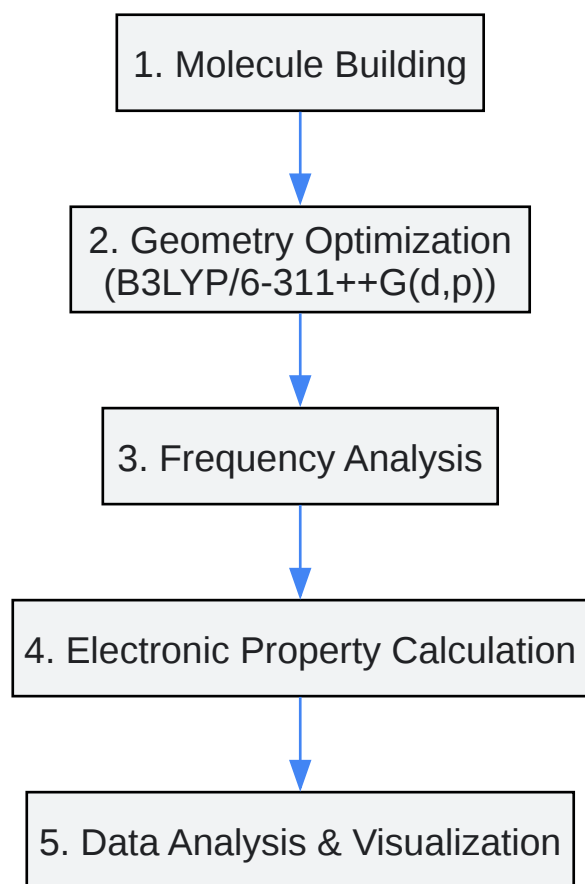 1. Molecule Building
2. Geometry Optimization
(B3LYP/6-311++G(d,p))
3. Frequency Analysis
4. Electronic Property Calculation
5. Data Analysis & Visualization